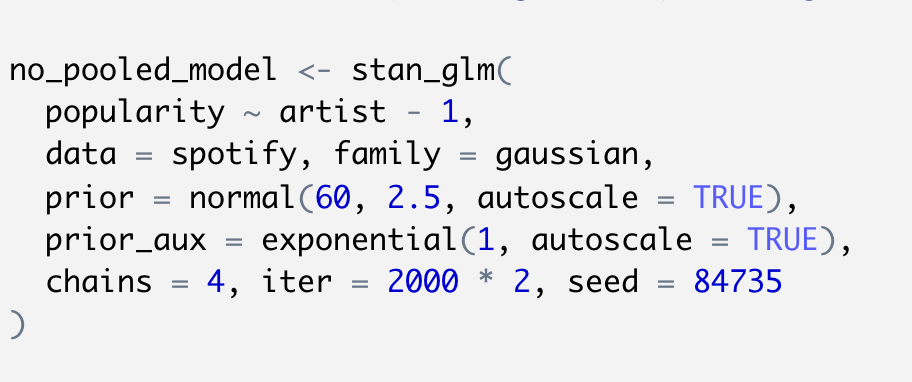 no_pooled_model <- stan_glm(
  popularity ~ artist - 1,
  data = spotify, family = gaussian,
  prior = normal(60, 2.5, autoscale = TRUE),
  prior_aux = exponential(1, autoscale = TRUE),
  chains = 4, iter = 2000 * 2, seed = 84735
)